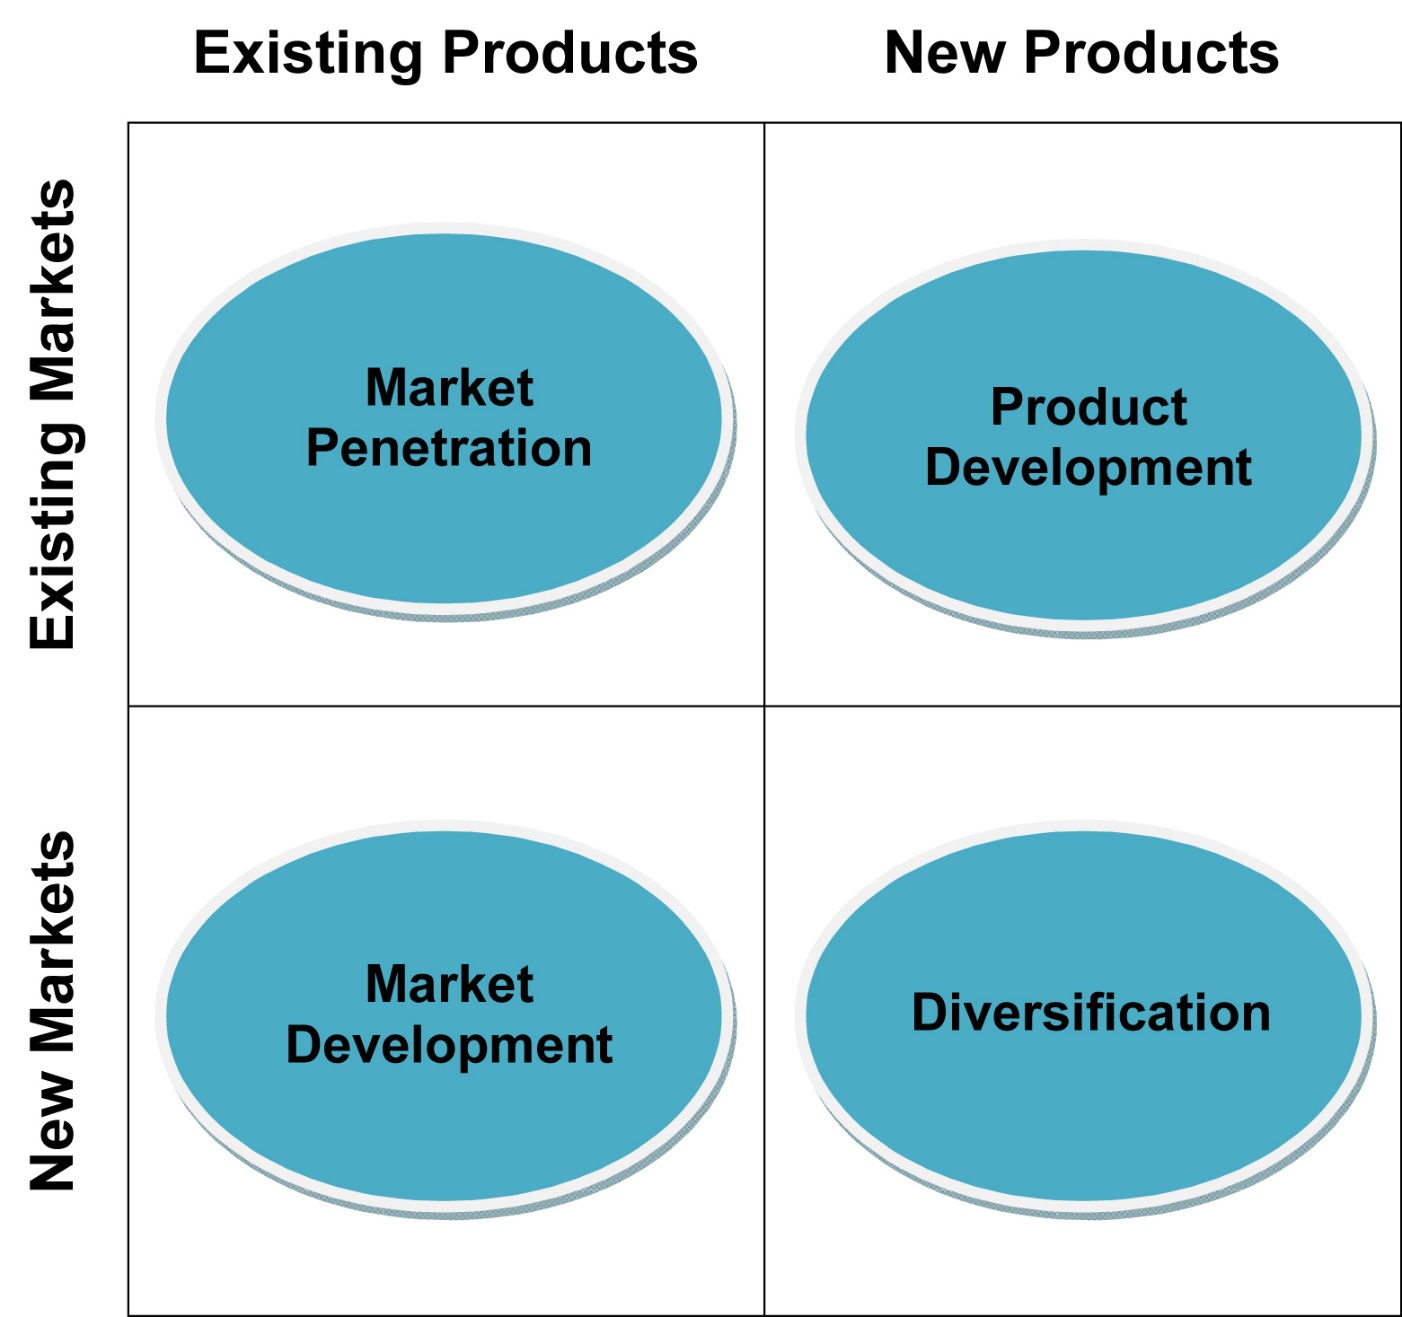 Existing Products
New Products
Existing Markets
Market
Penetration
Product
Development
New Markets
Market
Development
Diversification